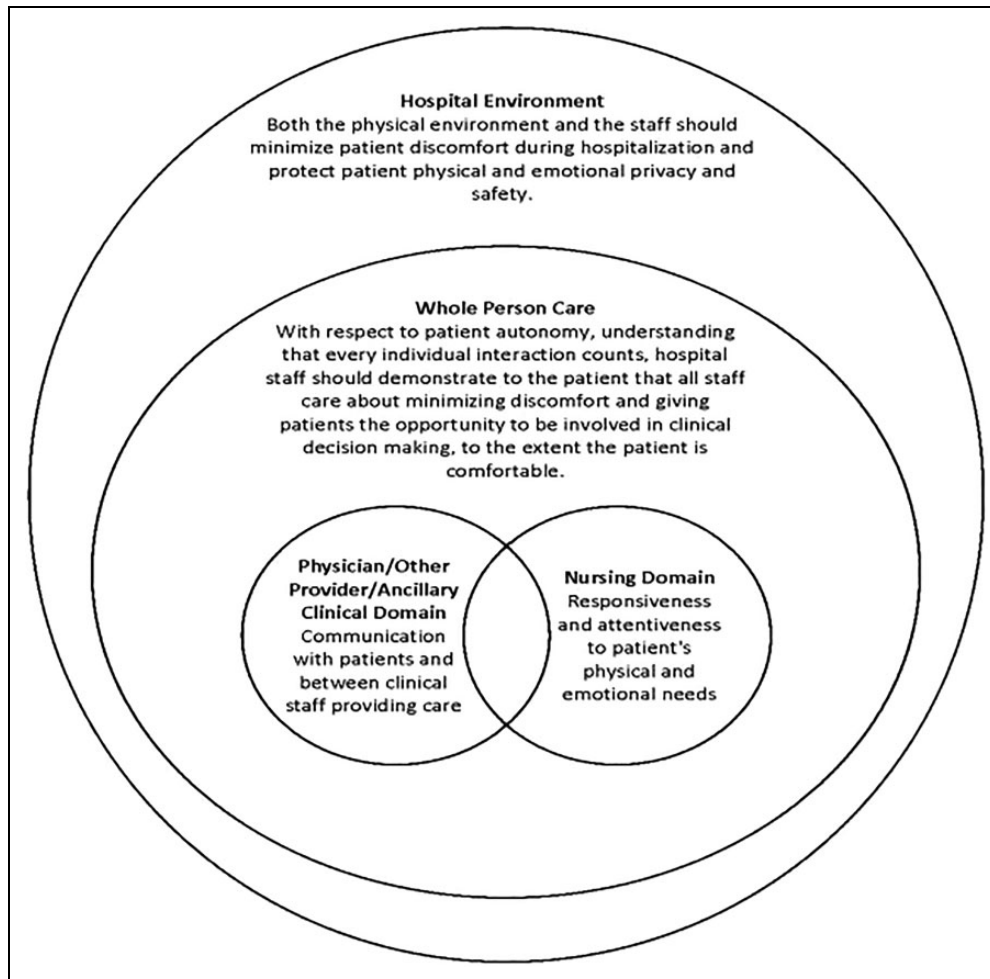 Hospital Environment
Both the physical environment and the staff should
minimize patient discomfort during hospitalization and
protect patient physical and emotional privacy and
safety.
Whole Person Care
With respect to patient autonomy, understanding
that every individual interaction counts, hospital
staff should demonstrate to the patient that all staff
care about minimizing discomfort and giving
patients the opportunity to be involved in clinical
decision making, to the extent the patient is
comfortable.
Physician/Other
Provider/Ancillary
Clinical Domain
Communication
with patients and
between clinical
staff providing care
Nursing Domain
Responsiveness
and attentiveness
to patient's
physical and
emotional needs